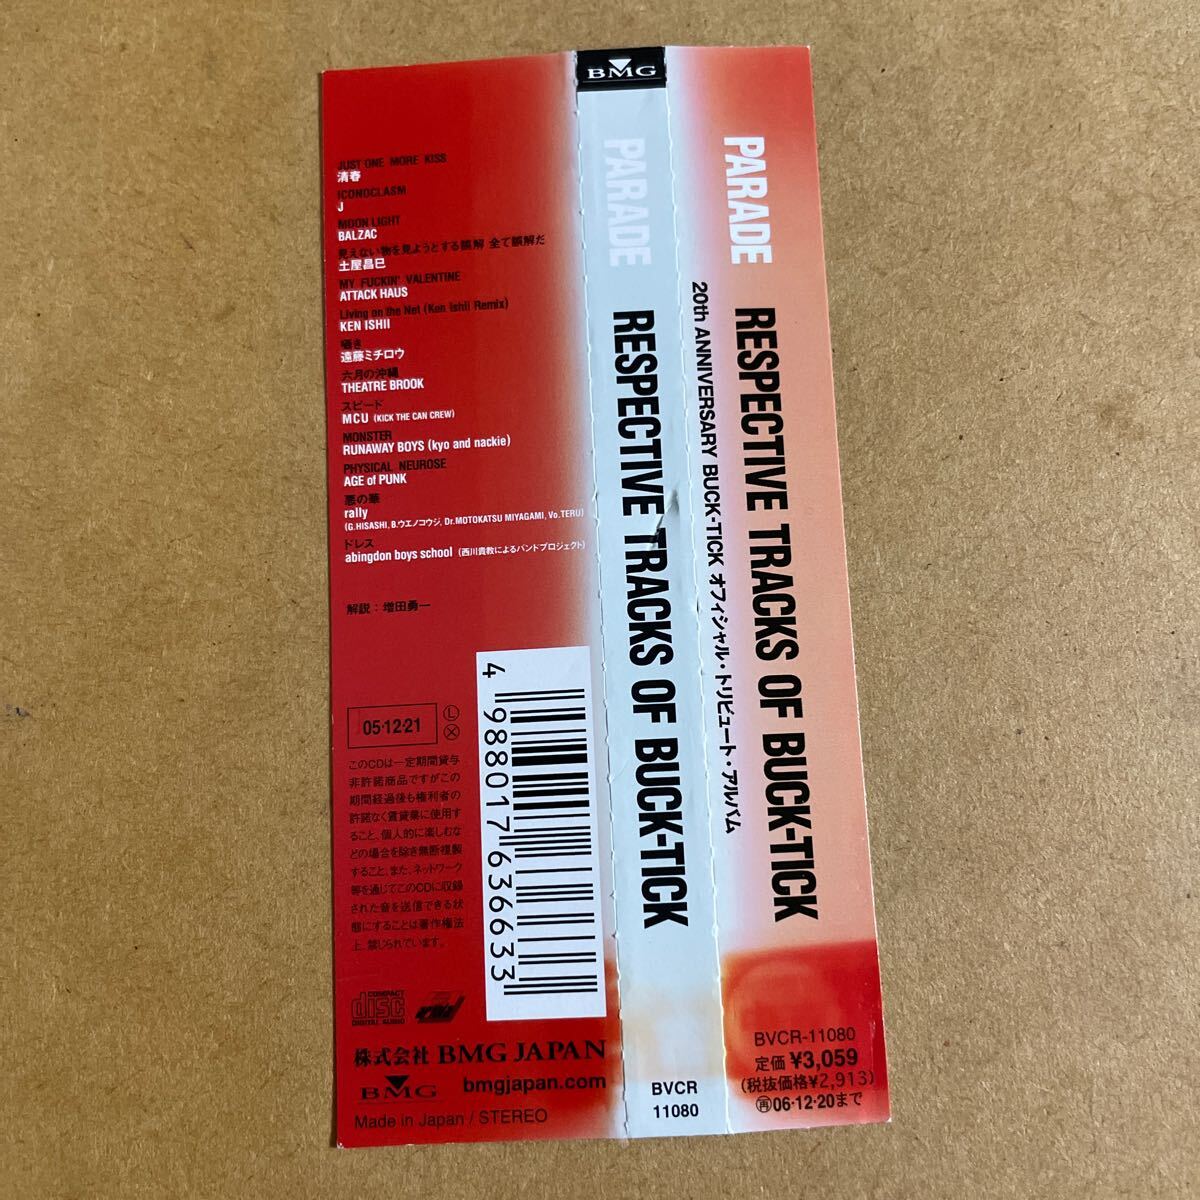 JUST ONE MORE KISS
清春
ICONOCLASM
J
MOON LIGHT
BALZAC
見えない物を見ようとする誤解 全て誤解だ
土屋昌巳
MY FUCKIN' VALENTINE
ATTACK HAUS
Living on the Net (Ken Ishii Remix)
KEN ISHII
囁き
遠藤ミチロウ
六月の沖縄
THEATRE BROOK
スピード
MCU (KICK THE CAN CREW)
MONSTER
RUNAWAY BOYS (kyo and nackie)
PHYSICAL NEUROSE
AGE of PUNK
悪の華
rally
(G.HISASHI, B.ウエノコウジ, Dr.MOTOKATSU MIYAGAMI, Vo.TERU)
ドレス
abingdon boys school (西川貴教によるバンドプロジェクト)
解説：増田勇一
05·12·21
L
X
このCDは一定期間貸与
非許諾商品ですがこの
期間経過後も権利者の
許諾なく賃貸業に使用す
ること、個人的に楽しむな
どの場合を除き無断複製
すること、また、ネットワーク
等を通じてこのCDに収録
された音を送信できる状
態にすることは著作権法
上、禁じられています。
4 988017 636633
COMPACT
disc
DIGITAL AUDIO
株式会社 BMG JAPAN
BMG
bmgjapan.com
Made in Japan / STEREO
BMG
PARADE RESPECTIVE TRACKS OF BUCK-TICK
BVCR
11080
PARADE RESPECTIVE TRACKS OF BUCK-TICK
20th ANNIVERSARY BUCK-TICK オフィシャル・トリビュート・アルバム
BVCR-11080
定価 ¥3,059
(税抜価格¥2,913)
再06·12·20まで